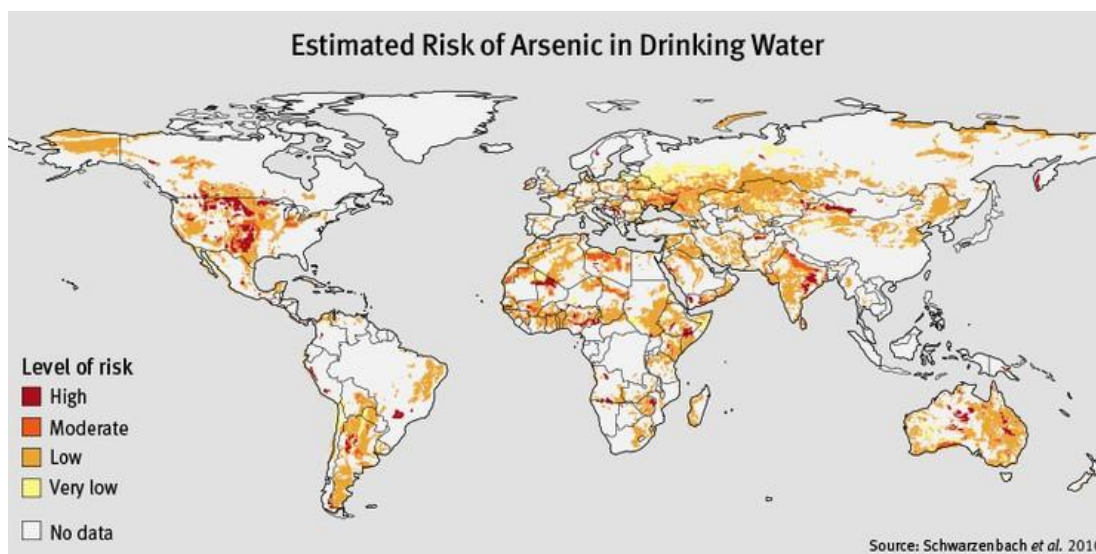 Estimated Risk of Arsenic in Drinking Water
Level of risk
High
Moderate
Low
Very low
No data
Source: Schwarzenbach et al. 2010